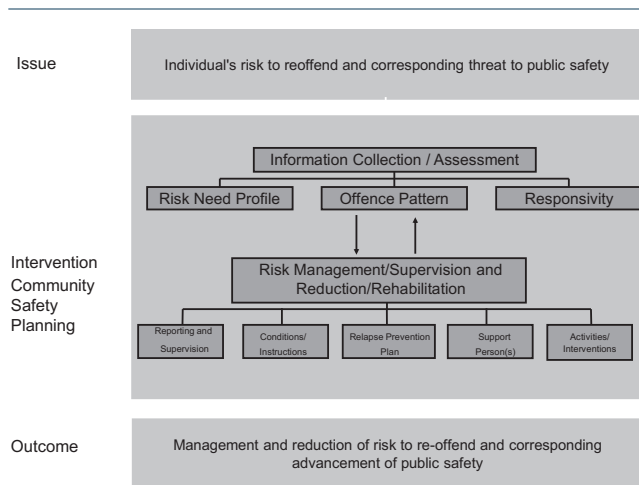 Issue
Individual's risk to reoffend and corresponding threat to public safety
Information Collection / Assessment
Risk Need Profile
Offence Pattern
Responsivity
Intervention
Community
Safety
Planning
Risk Management/Supervision and
Reduction/Rehabilitation
Reporting and
Supervision
Conditions/
Instructions
Relapse Prevention
Plan
Support
Person(s)
Activities/
Interventions
Outcome
Management and reduction of risk to re-offend and corresponding
advancement of public safety